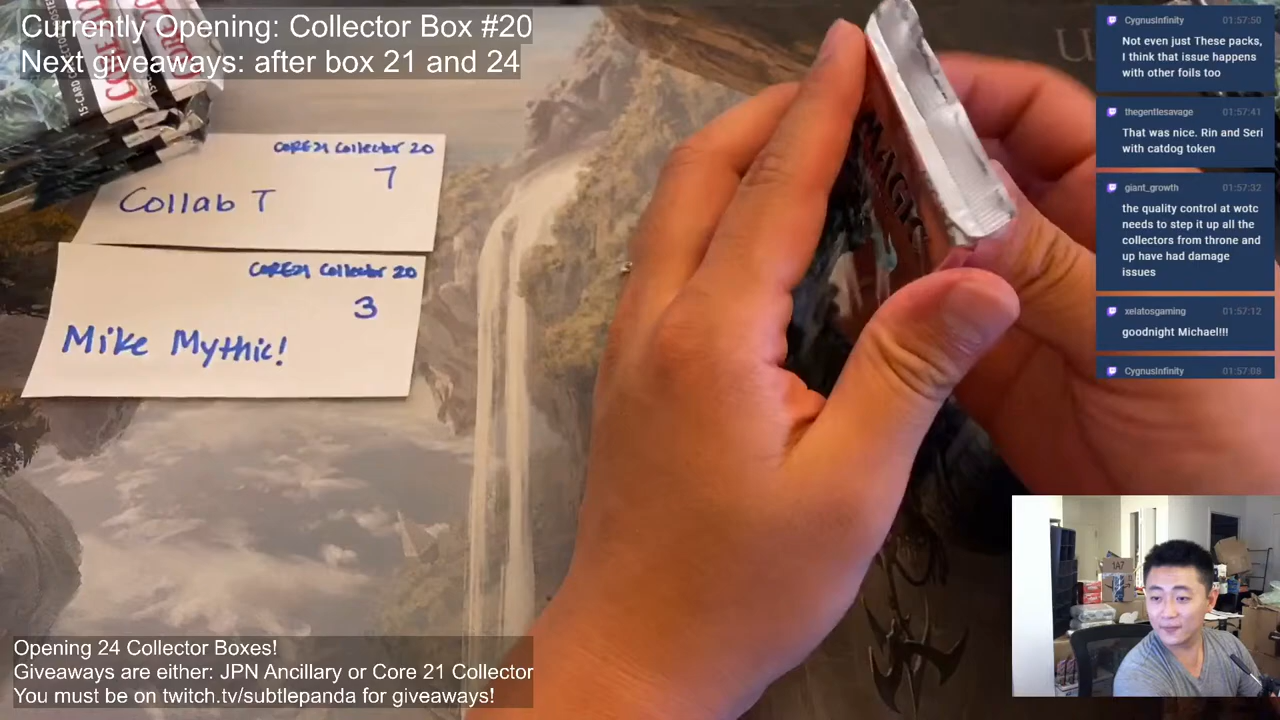 Currently Opening: Collector Box #20
Next giveaways: after box 21 and 24
COLLECTOR
15-CARD
CORE21 Collector 20
7
Collab T
CORE21 Collector 20
3
Mike Mythic!
MAGIC
CygnusInfinity 01:57:50
Not even just These packs,
I think that issue happens
with other foils too
thegentlesavage 01:57:41
That was nice. Rin and Seri
with catdog token
giant_growth 01:57:32
the quality control at wotc
needs to step it up all the
collectors from throne and
up have had damage
issues
xelatosgaming 01:57:12
goodnight Michael!!!
CygnusInfinity 01:57:08
1A7
Opening 24 Collector Boxes!
Giveaways are either: JPN Ancillary or Core 21 Collector
You must be on twitch.tv/subtlepanda for giveaways!